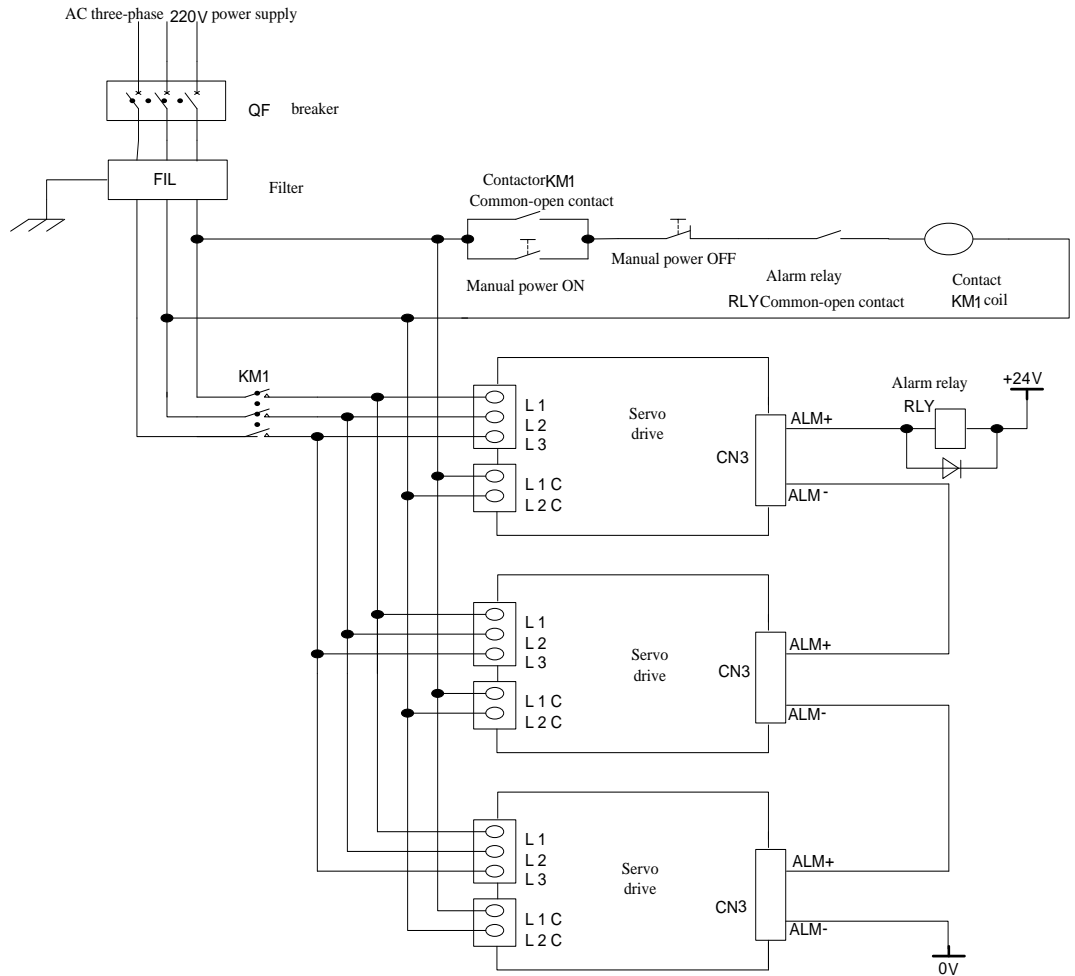 AC three-phase 220V power supply
QF breaker
FIL
Filter
ContactorKM1
Common-open contact
Manual power ON
Manual power OFF
Alarm relay
RLY Common-open contact
Contact
KM1 coil
KM1
L 1
L 2
L 3
L 1 C
L 2 C
Servo
drive
CN3
ALM+
ALM-
Alarm relay
RLY
+24V
L 1
L 2
L 3
L 1 C
L 2 C
Servo
drive
CN3
ALM+
ALM-
L 1
L 2
L 3
L 1 C
L 2 C
Servo
drive
CN3
ALM+
ALM-
0V